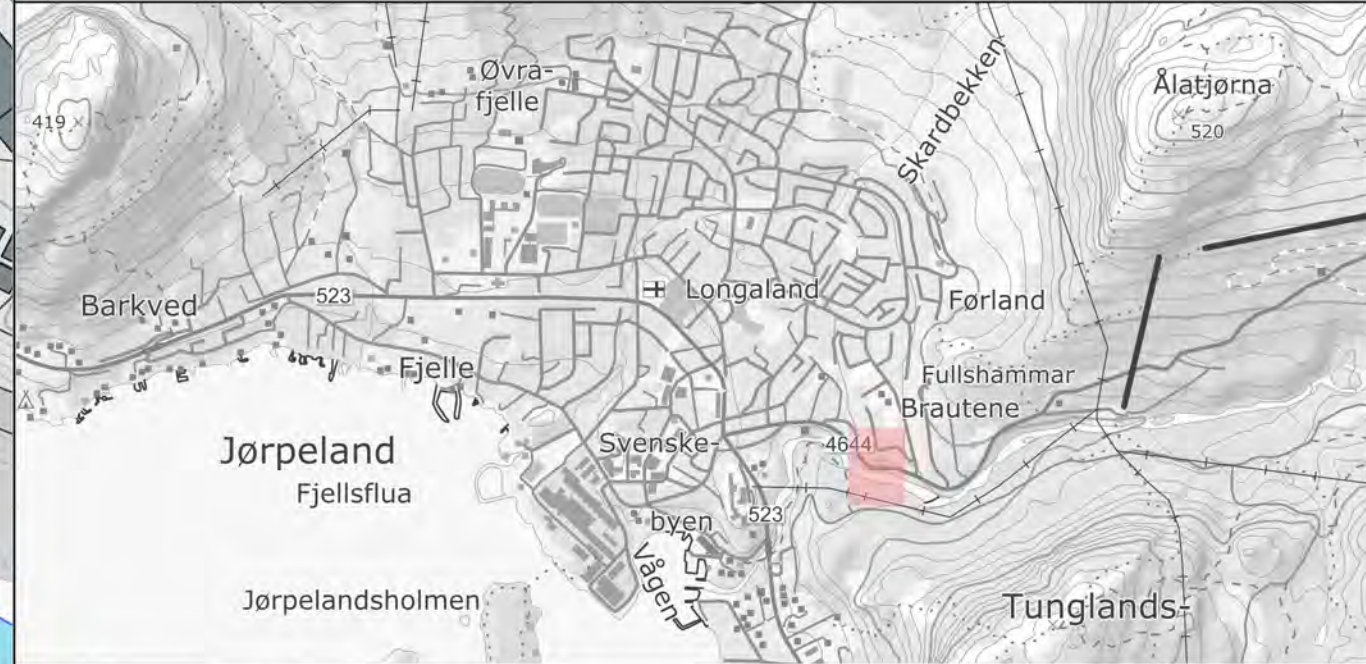 Øvra-
fjelle
Skardbekken
Ålatjørna
520
419
Barkved
523
Longaland
Førland
Fjelle
Fullshammar
Brautene
Svenske-
byen
4644
Jørpeland
Fjellsflua
523
Vågen
Jørpelandsholmen
Tunglands-